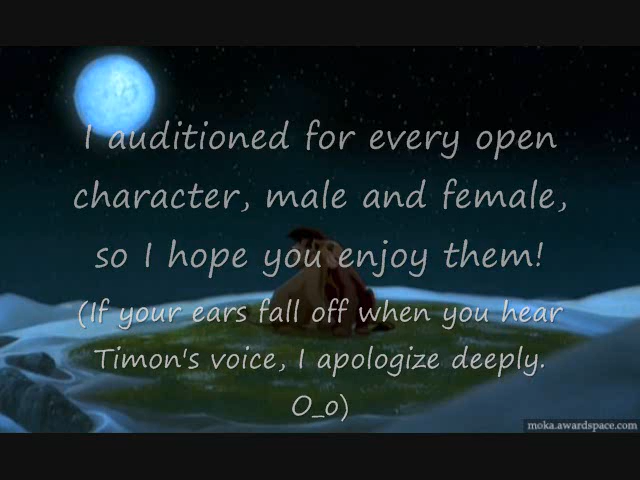 I auditioned for every open
character, male and female,
so I hope you enjoy them!
(If your ears fall off when you hear
Timon's voice, I apologize deeply.
O_o)
moka.awardspace.com